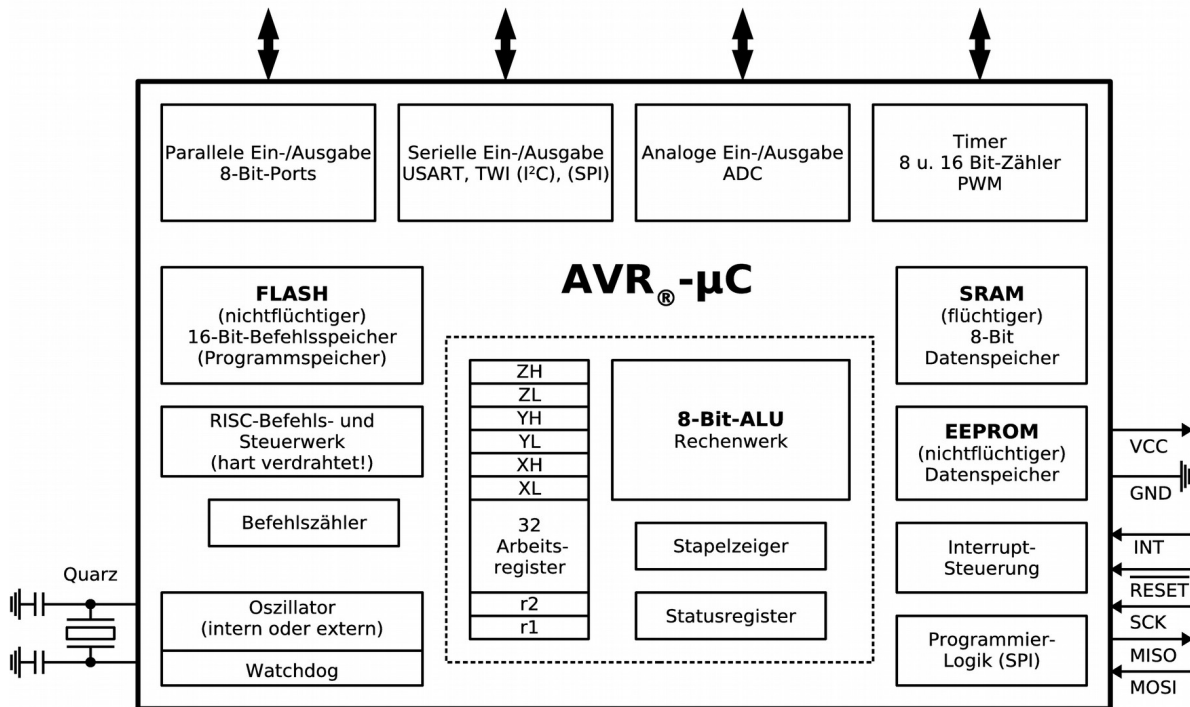 Parallele Ein-/Ausgabe
8-Bit-Ports
Serielle Ein-/Ausgabe
USART, TWI (I²C), (SPI)
Analoge Ein-/Ausgabe
ADC
Timer
8 u. 16 Bit-Zähler
PWM
AVR®-µC
FLASH
(nichtflüchtiger)
16-Bit-Befehlsspeicher
(Programmspeicher)
RISC-Befehls- und
Steuerwerk
(hart verdrahtet!)
Befehlszähler
Quarz
Oszillator
(intern oder extern)
Watchdog
ZH
ZL
YH
YL
XH
XL
32
Arbeits-
register
r2
r1
8-Bit-ALU
Rechenwerk
Stapelzeiger
Statusregister
SRAM
(flüchtiger)
8-Bit
Datenspeicher
EEPROM
(nichtflüchtiger)
Datenspeicher
Interrupt-
Steuerung
Programmier-
Logik (SPI)
VCC
GND
INT
RESET
SCK
MISO
MOSI